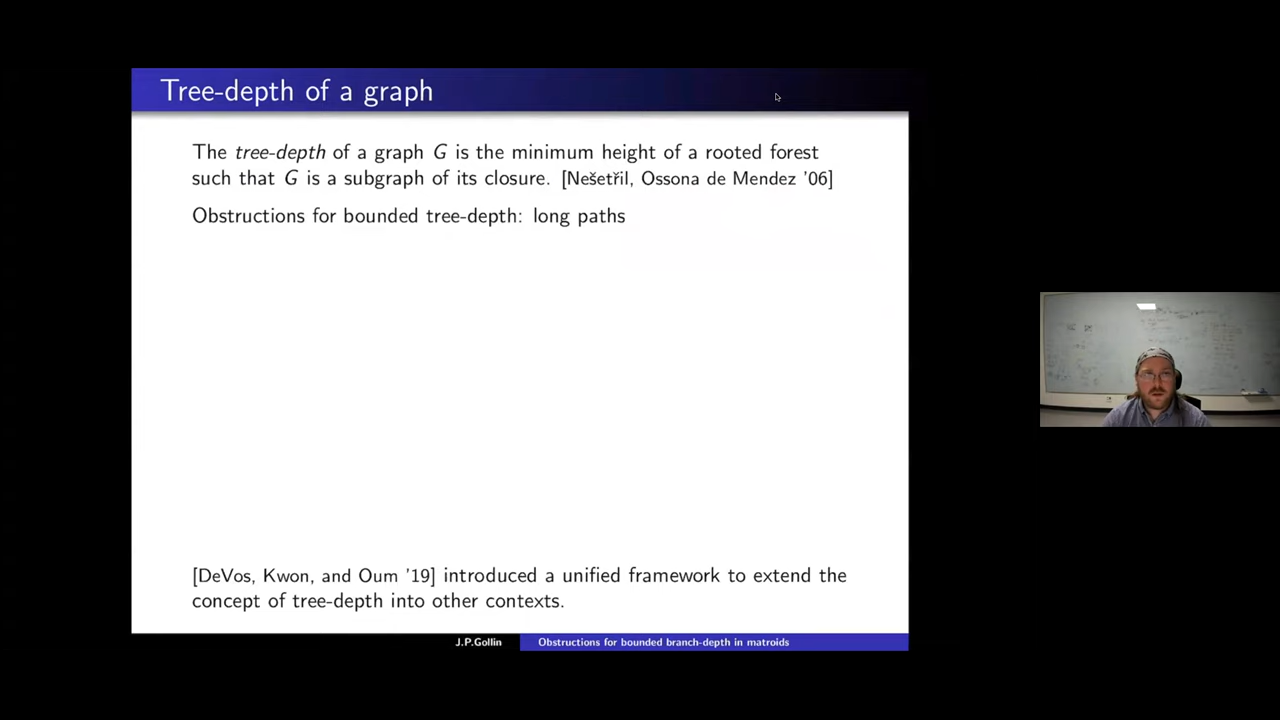 Tree-depth of a graph
The tree-depth of a graph G is the minimum height of a rooted forest
such that G is a subgraph of its closure. [Nešetřil, Ossona de Mendez '06]
Obstructions for bounded tree-depth: long paths
[DeVos, Kwon, and Oum '19] introduced a unified framework to extend the
concept of tree-depth into other contexts.
J.P.Gollin
Obstructions for bounded branch-depth in matroids